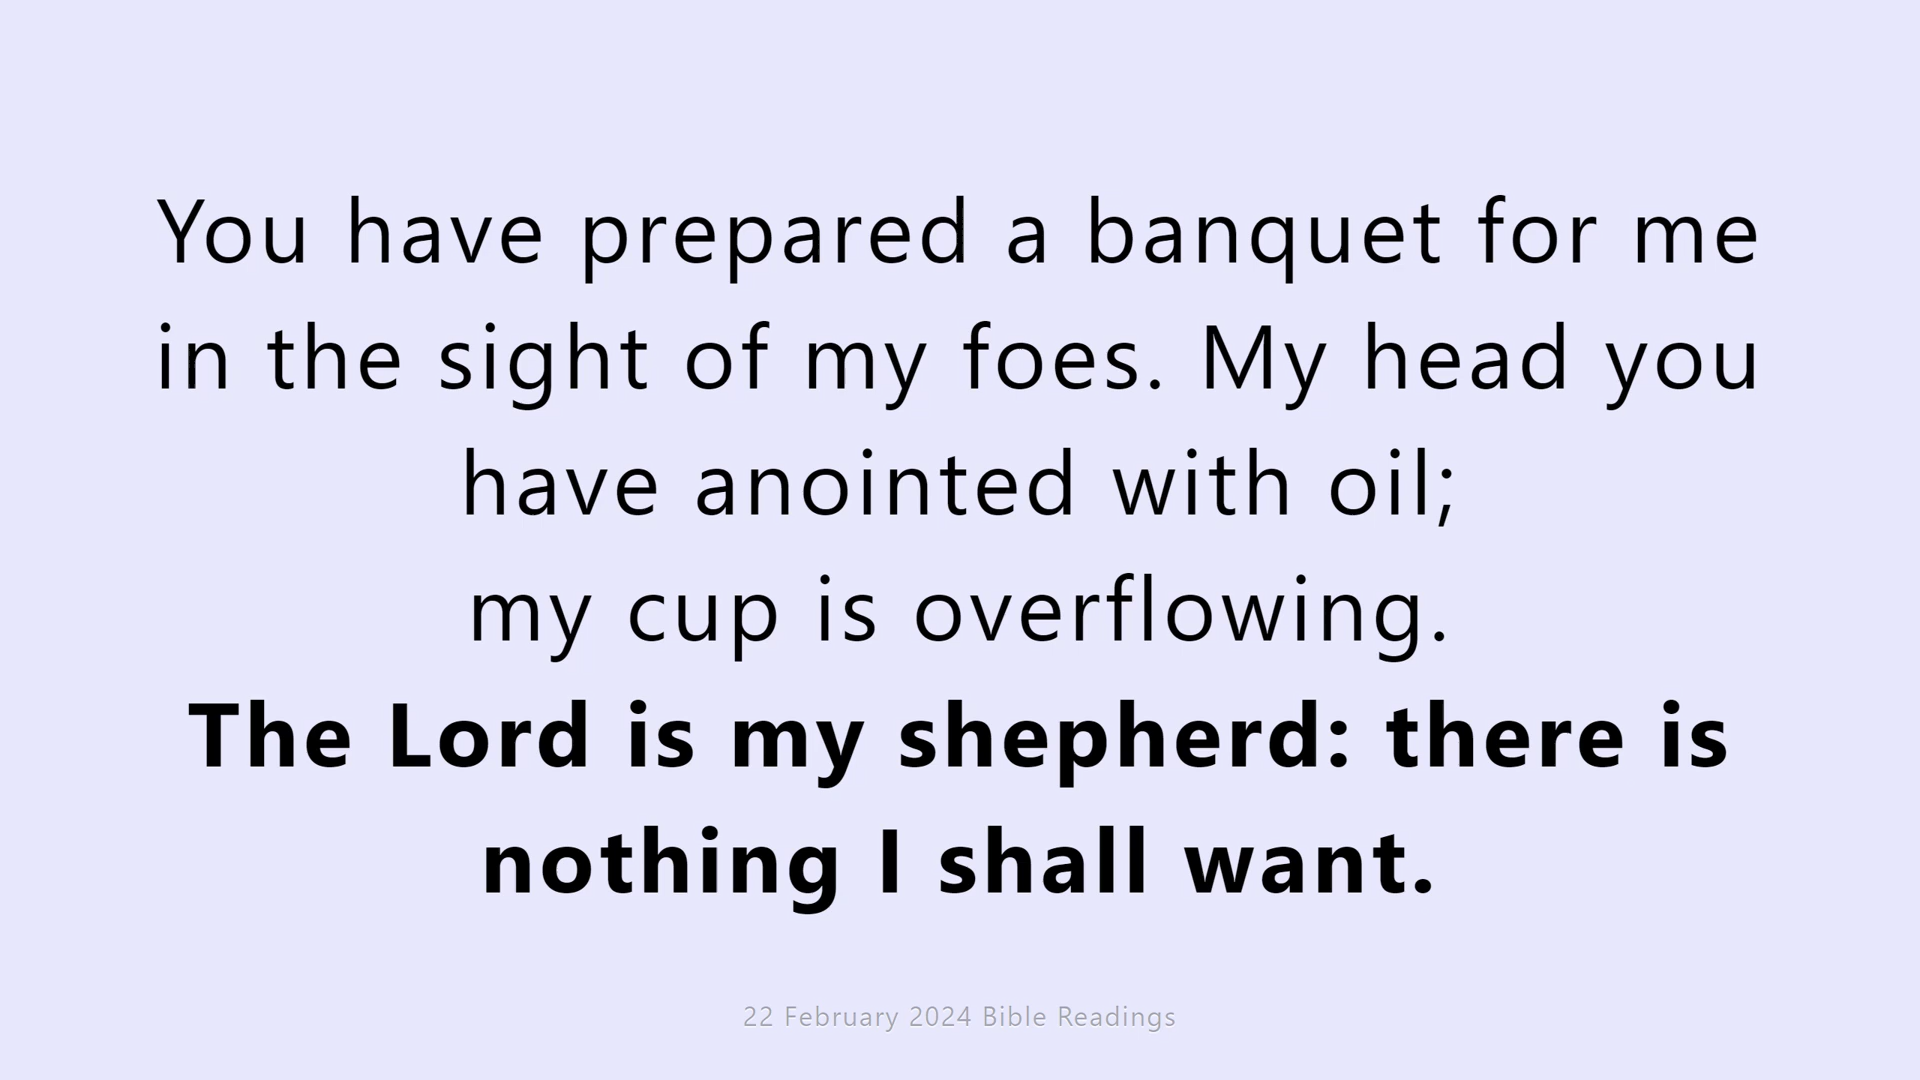 You have prepared a banquet for me
in the sight of my foes. My head you
have anointed with oil;
my cup is overflowing.
The Lord is my shepherd: there is
nothing I shall want.
22 February 2024 Bible Readings